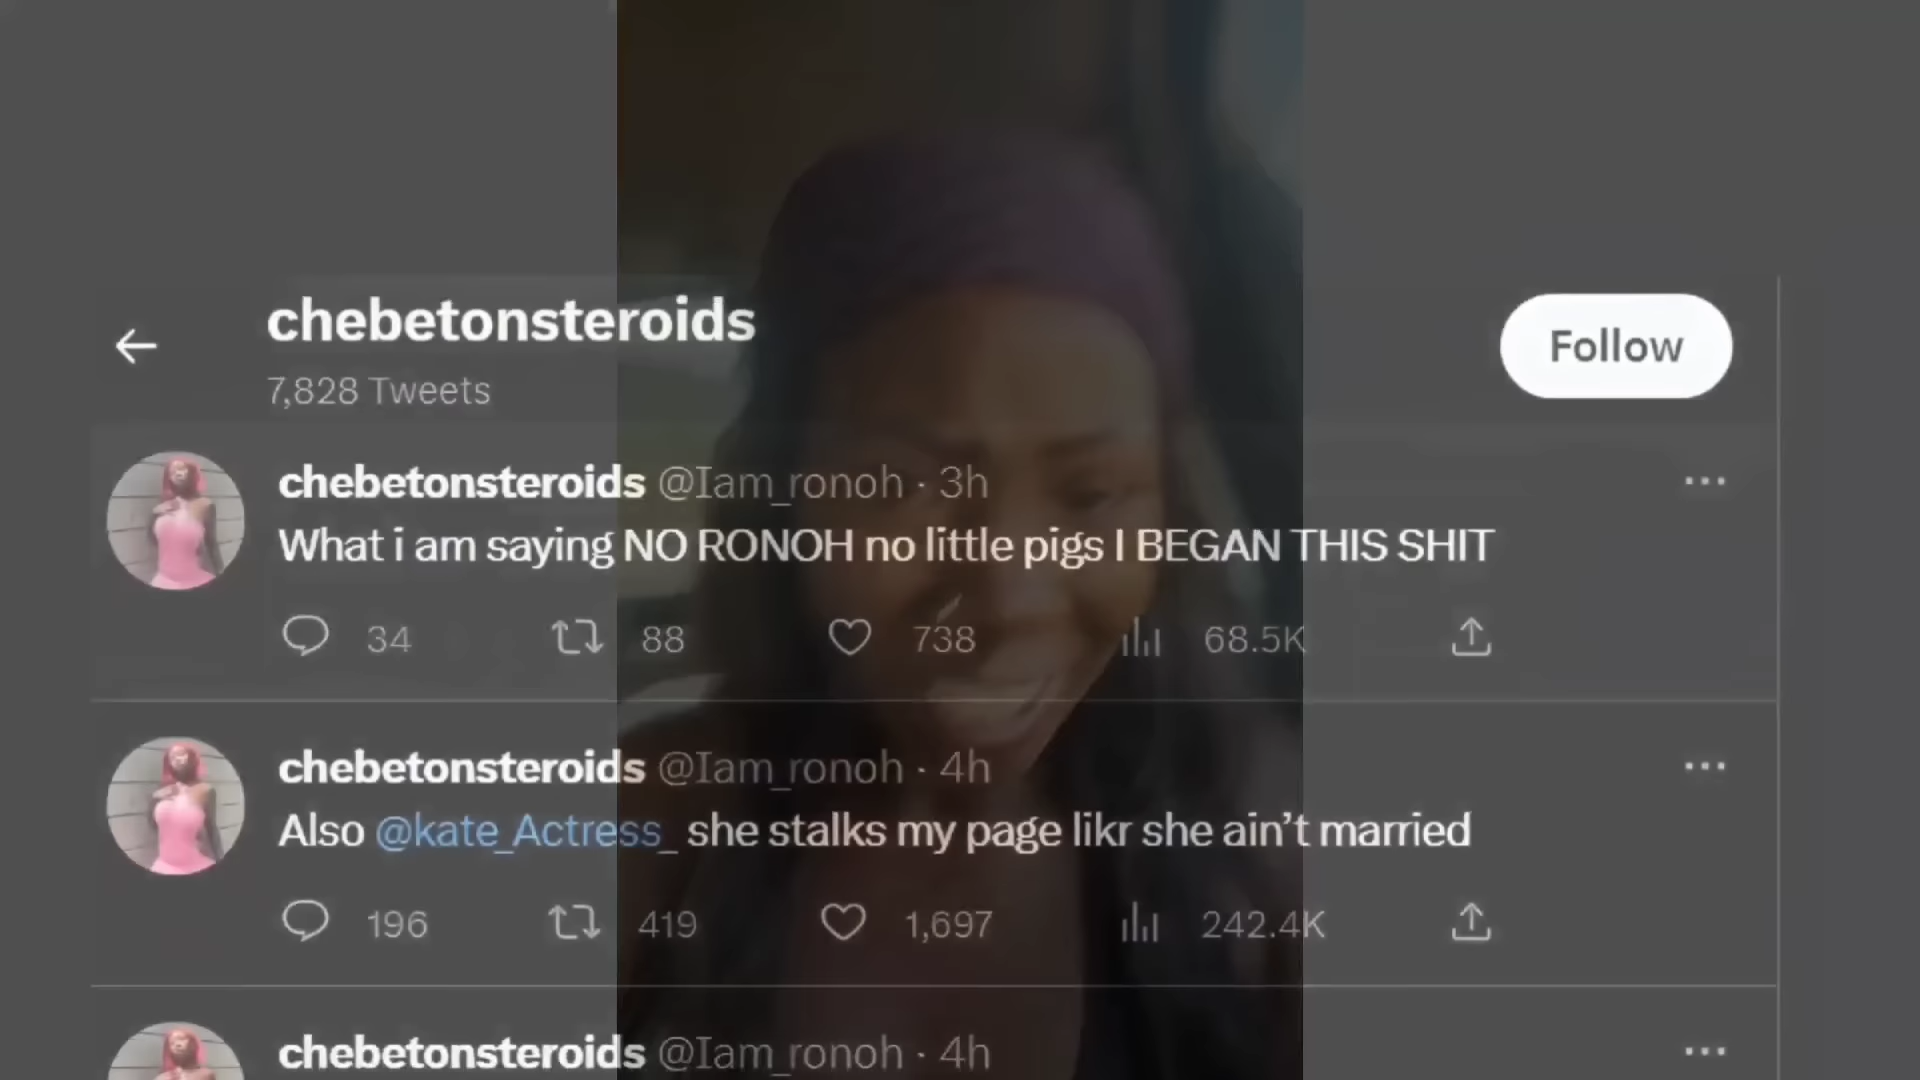 chebetonsteroids
Follow
7,828 Tweets
chebetonsteroids @Iam_ronoh · 3h
What i am saying NO RONOH no little pigs I BEGAN THIS SHIT
34 88 738 68.5K
chebetonsteroids @Iam_ronoh · 4h
Also @kate_Actress_ she stalks my page likr she ain't married
196 419 1,697 242.4K
chebetonsteroids @Iam_ronoh · 4h